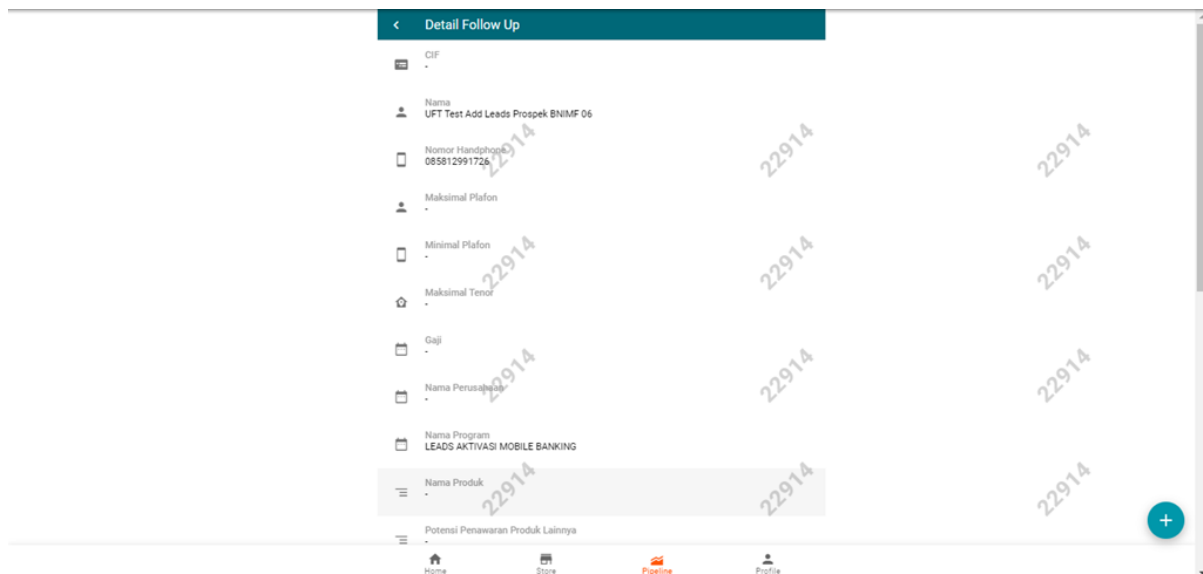 Detail Follow Up
CIF
-
Nama
UFT Test Add Leads Prospek BNIMF 06
Nomor Handphone
085812991726
22914 22914 22914
Maksimal Plafon
-
Minimal Plafon
-
22914 22914 22914
Maksimal Tenor
-
Gaji
-
22914 22914 22914
Nama Perusahaan
-
Nama Program
LEADS AKTIVASI MOBILE BANKING
Nama Produk
-
22914 22914 22914
Potensi Penawaran Produk Lainnya
-
Home Store Pipeline Profile